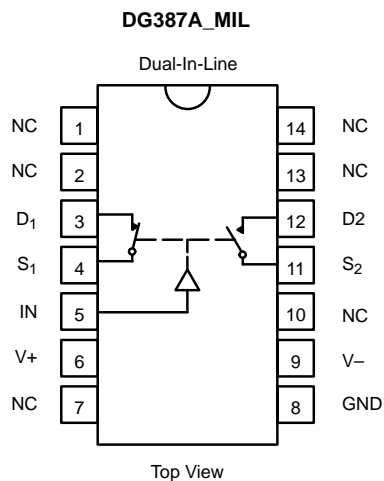 DG387A_MIL
Dual-In-Line
NC 1 14 NC
NC 2 13 NC
D1 3 12 D2
S1 4 11 S2
IN 5 10 NC
V+ 6 9 V–
NC 7 8 GND
Top View